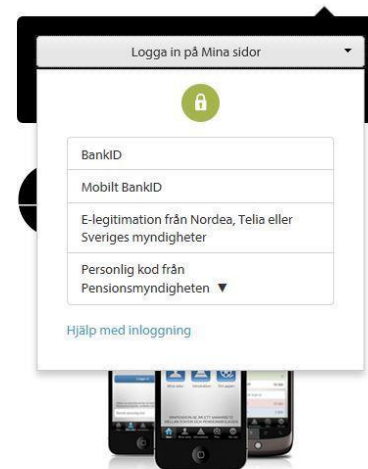 Logga in på Mina sidor
BankID
Mobilt BankID
E-legitimation från Nordea, Telia eller
Sveriges myndigheter
Personlig kod från
Pensionsmyndigheten ▼
Hjälp med inloggning